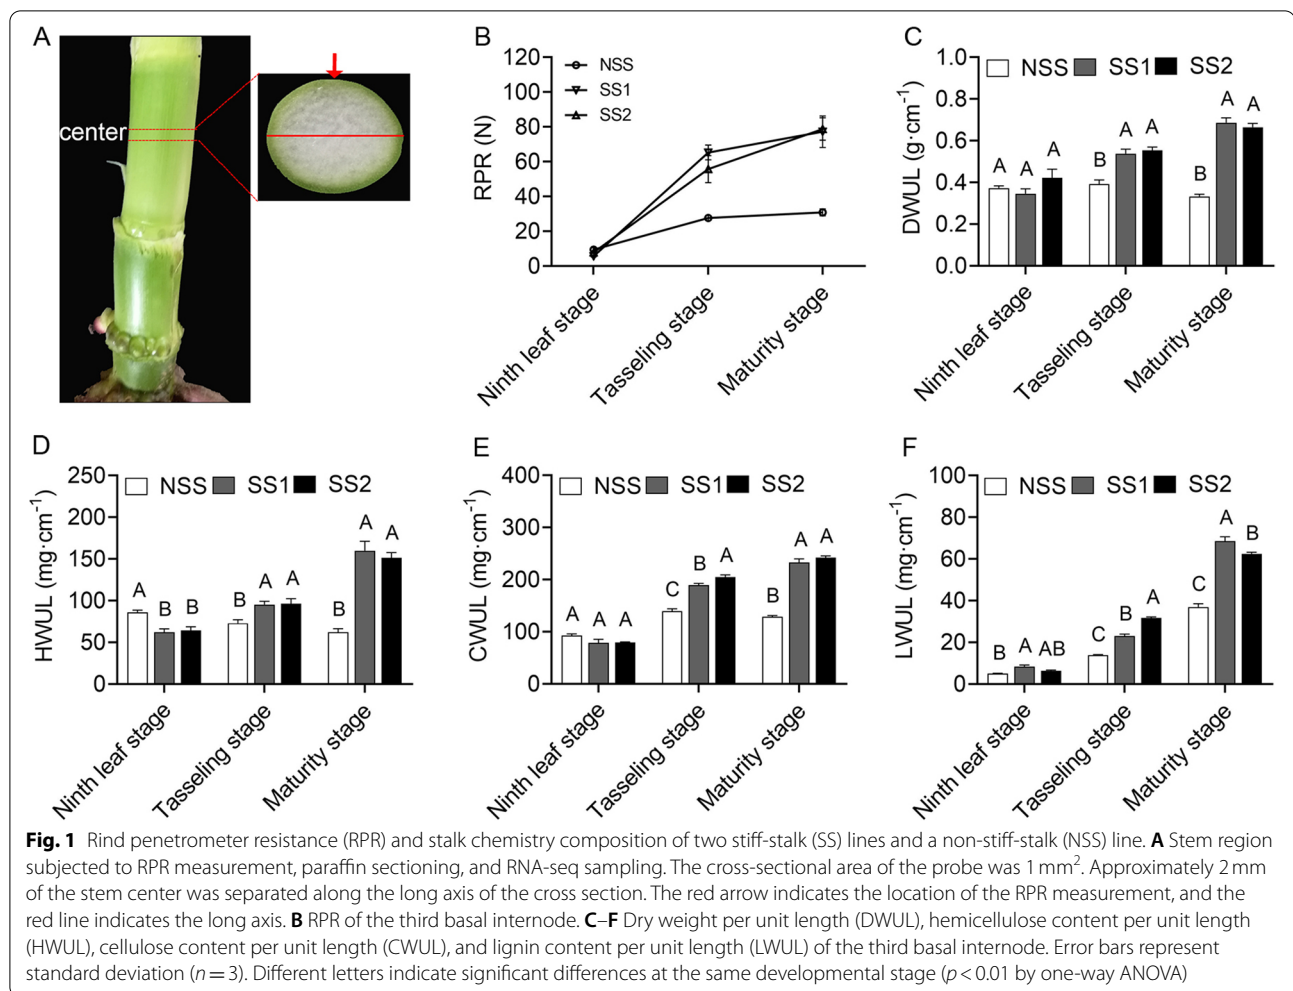 A
center
B
120
100
80
60
40
20
0
RPR (N)
NSS
SS1
SS2
Ninth leaf stage
Tasseling stage
Maturity stage
C
1.0
0.8
0.6
0.4
0.2
0.0
DWUL (g·cm⁻¹)
NSS SS1 SS2
A A A
B A A
B A A
Ninth leaf stage
Tasseling stage
Maturity stage
D
250
200
150
100
50
0
HWUL (mg·cm⁻¹)
NSS SS1 SS2
A B B
B A A
B A A
Ninth leaf stage
Tasseling stage
Maturity stage
E
400
300
200
100
0
CWUL (mg·cm⁻¹)
NSS SS1 SS2
A A A
C B A
B A A
Ninth leaf stage
Tasseling stage
Maturity stage
F
100
80
60
40
20
0
LWUL (mg·cm⁻¹)
NSS SS1 SS2
B A AB
C B A
C A B
Ninth leaf stage
Tasseling stage
Maturity stage
Fig. 1 Rind penetrometer resistance (RPR) and stalk chemistry composition of two stiff-stalk (SS) lines and a non-stiff-stalk (NSS) line. A Stem region
subjected to RPR measurement, paraffin sectioning, and RNA-seq sampling. The cross-sectional area of the probe was 1 mm². Approximately 2 mm
of the stem center was separated along the long axis of the cross section. The red arrow indicates the location of the RPR measurement, and the
red line indicates the long axis. B RPR of the third basal internode. C–F Dry weight per unit length (DWUL), hemicellulose content per unit length
(HWUL), cellulose content per unit length (CWUL), and lignin content per unit length (LWUL) of the third basal internode. Error bars represent
standard deviation (n = 3). Different letters indicate significant differences at the same developmental stage (p < 0.01 by one-way ANOVA)